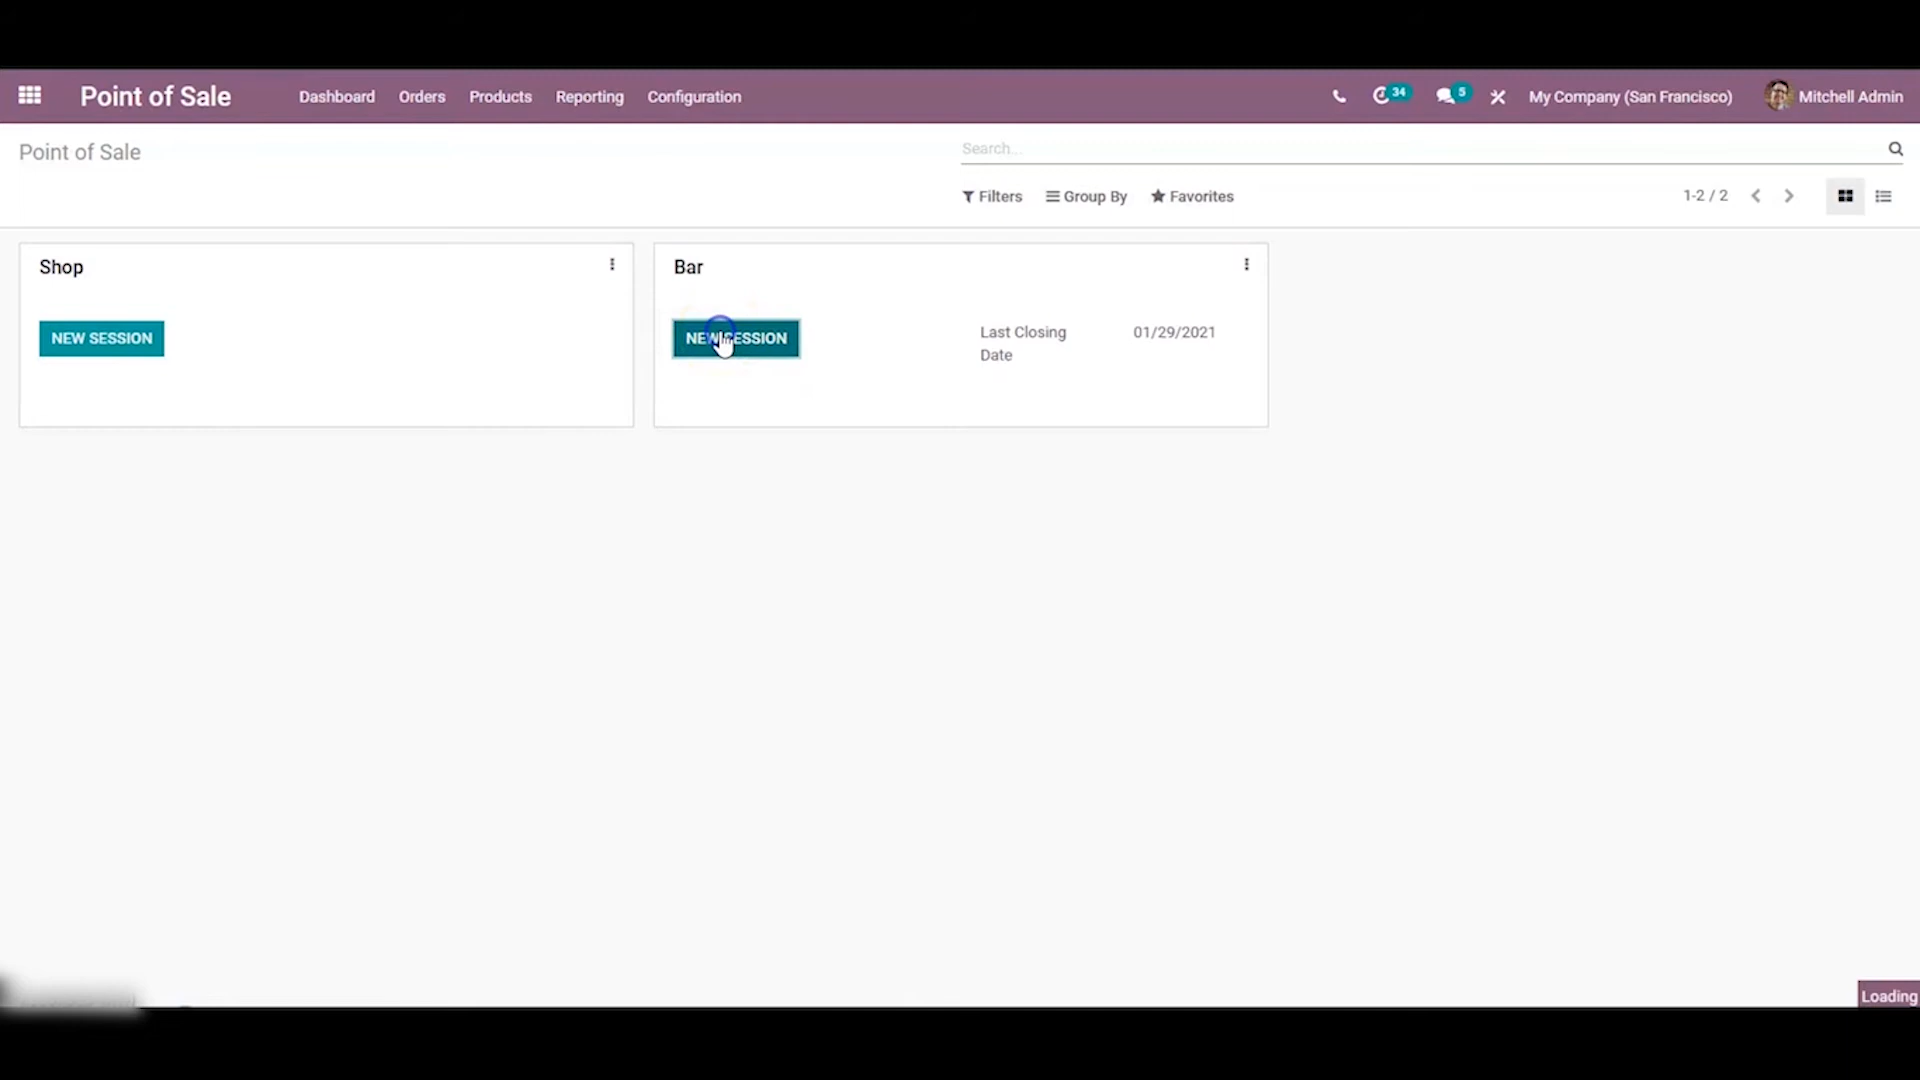 Point of Sale Dashboard Orders Products Reporting Configuration 34 5 My Company (San Francisco) Mitchell Admin
Point of Sale
Search...
Filters Group By Favorites 1-2 / 2
Shop
Bar
NEW SESSION
NEW SESSION
Last Closing Date
01/29/2021
Loading